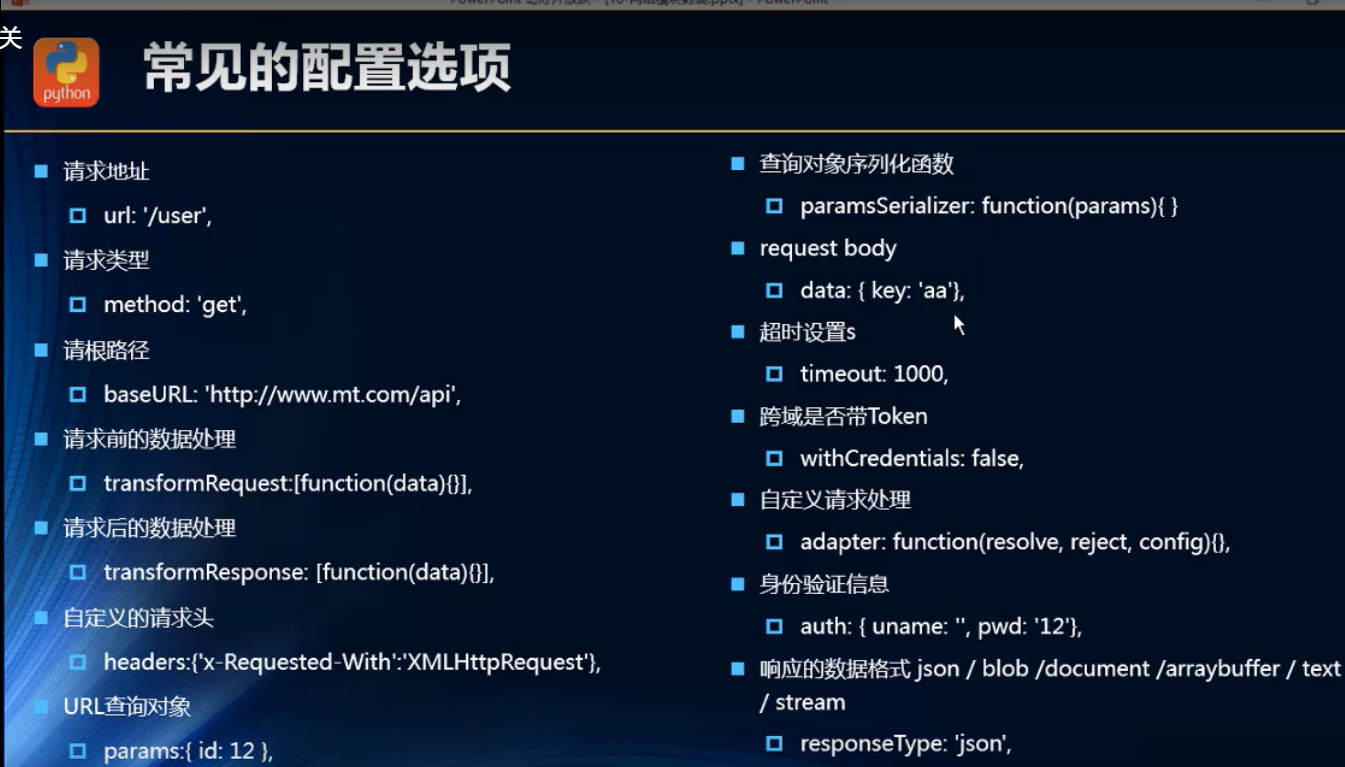 关
python
常见的配置选项
请求地址
url: '/user',
请求类型
method: 'get',
请根路径
baseURL: 'http://www.mt.com/api',
请求前的数据处理
transformRequest:[function(data){}],
请求后的数据处理
transformResponse: [function(data){}],
自定义的请求头
headers:{'x-Requested-With':'XMLHttpRequest'},
URL查询对象
params:{ id: 12 },
查询对象序列化函数
paramsSerializer: function(params){ }
request body
data: { key: 'aa'},
超时设置s
timeout: 1000,
跨域是否带Token
withCredentials: false,
自定义请求处理
adapter: function(resolve, reject, config){},
身份验证信息
auth: { uname: '', pwd: '12'},
响应的数据格式 json / blob /document /arraybuffer / text
/ stream
responseType: 'json',